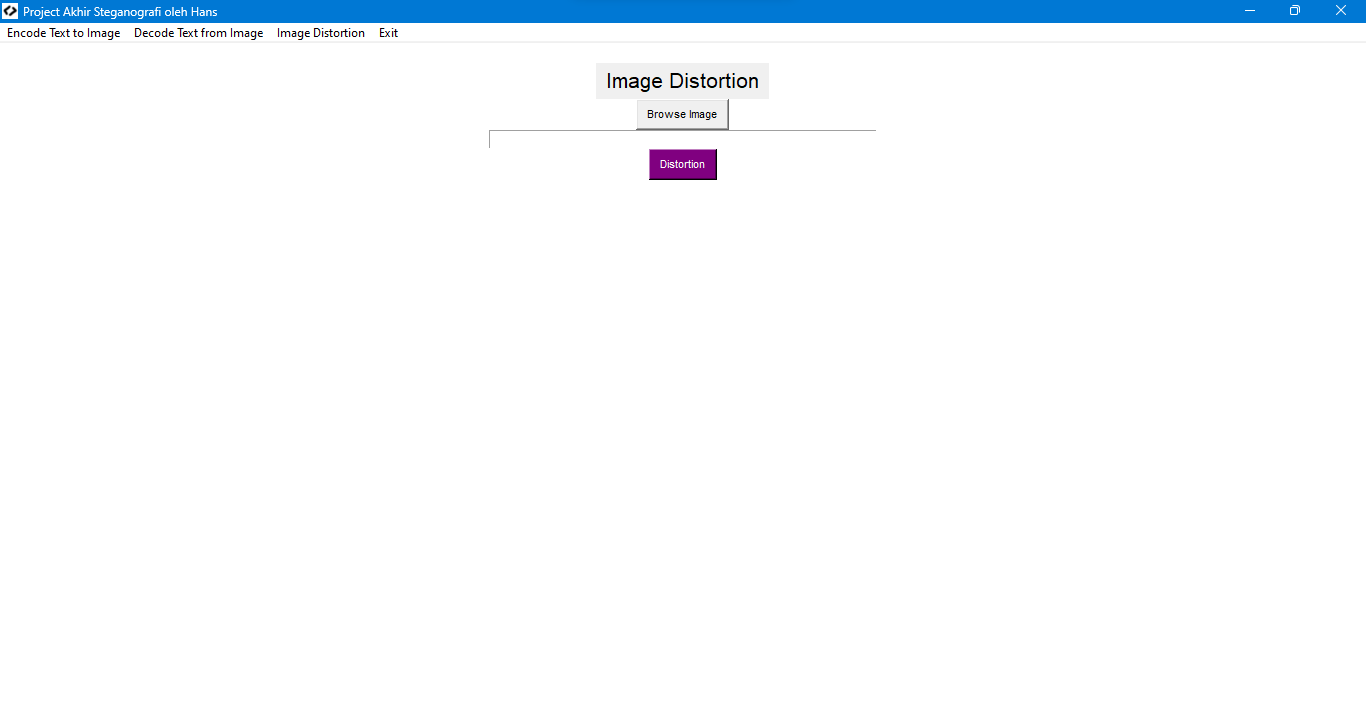 Project Akhir Steganografi oleh Hans
Encode Text to Image Decode Text from Image Image Distortion Exit
Image Distortion
Browse Image
Distortion